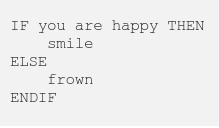 IF you are happy THEN
    smile
ELSE
    frown
ENDIF